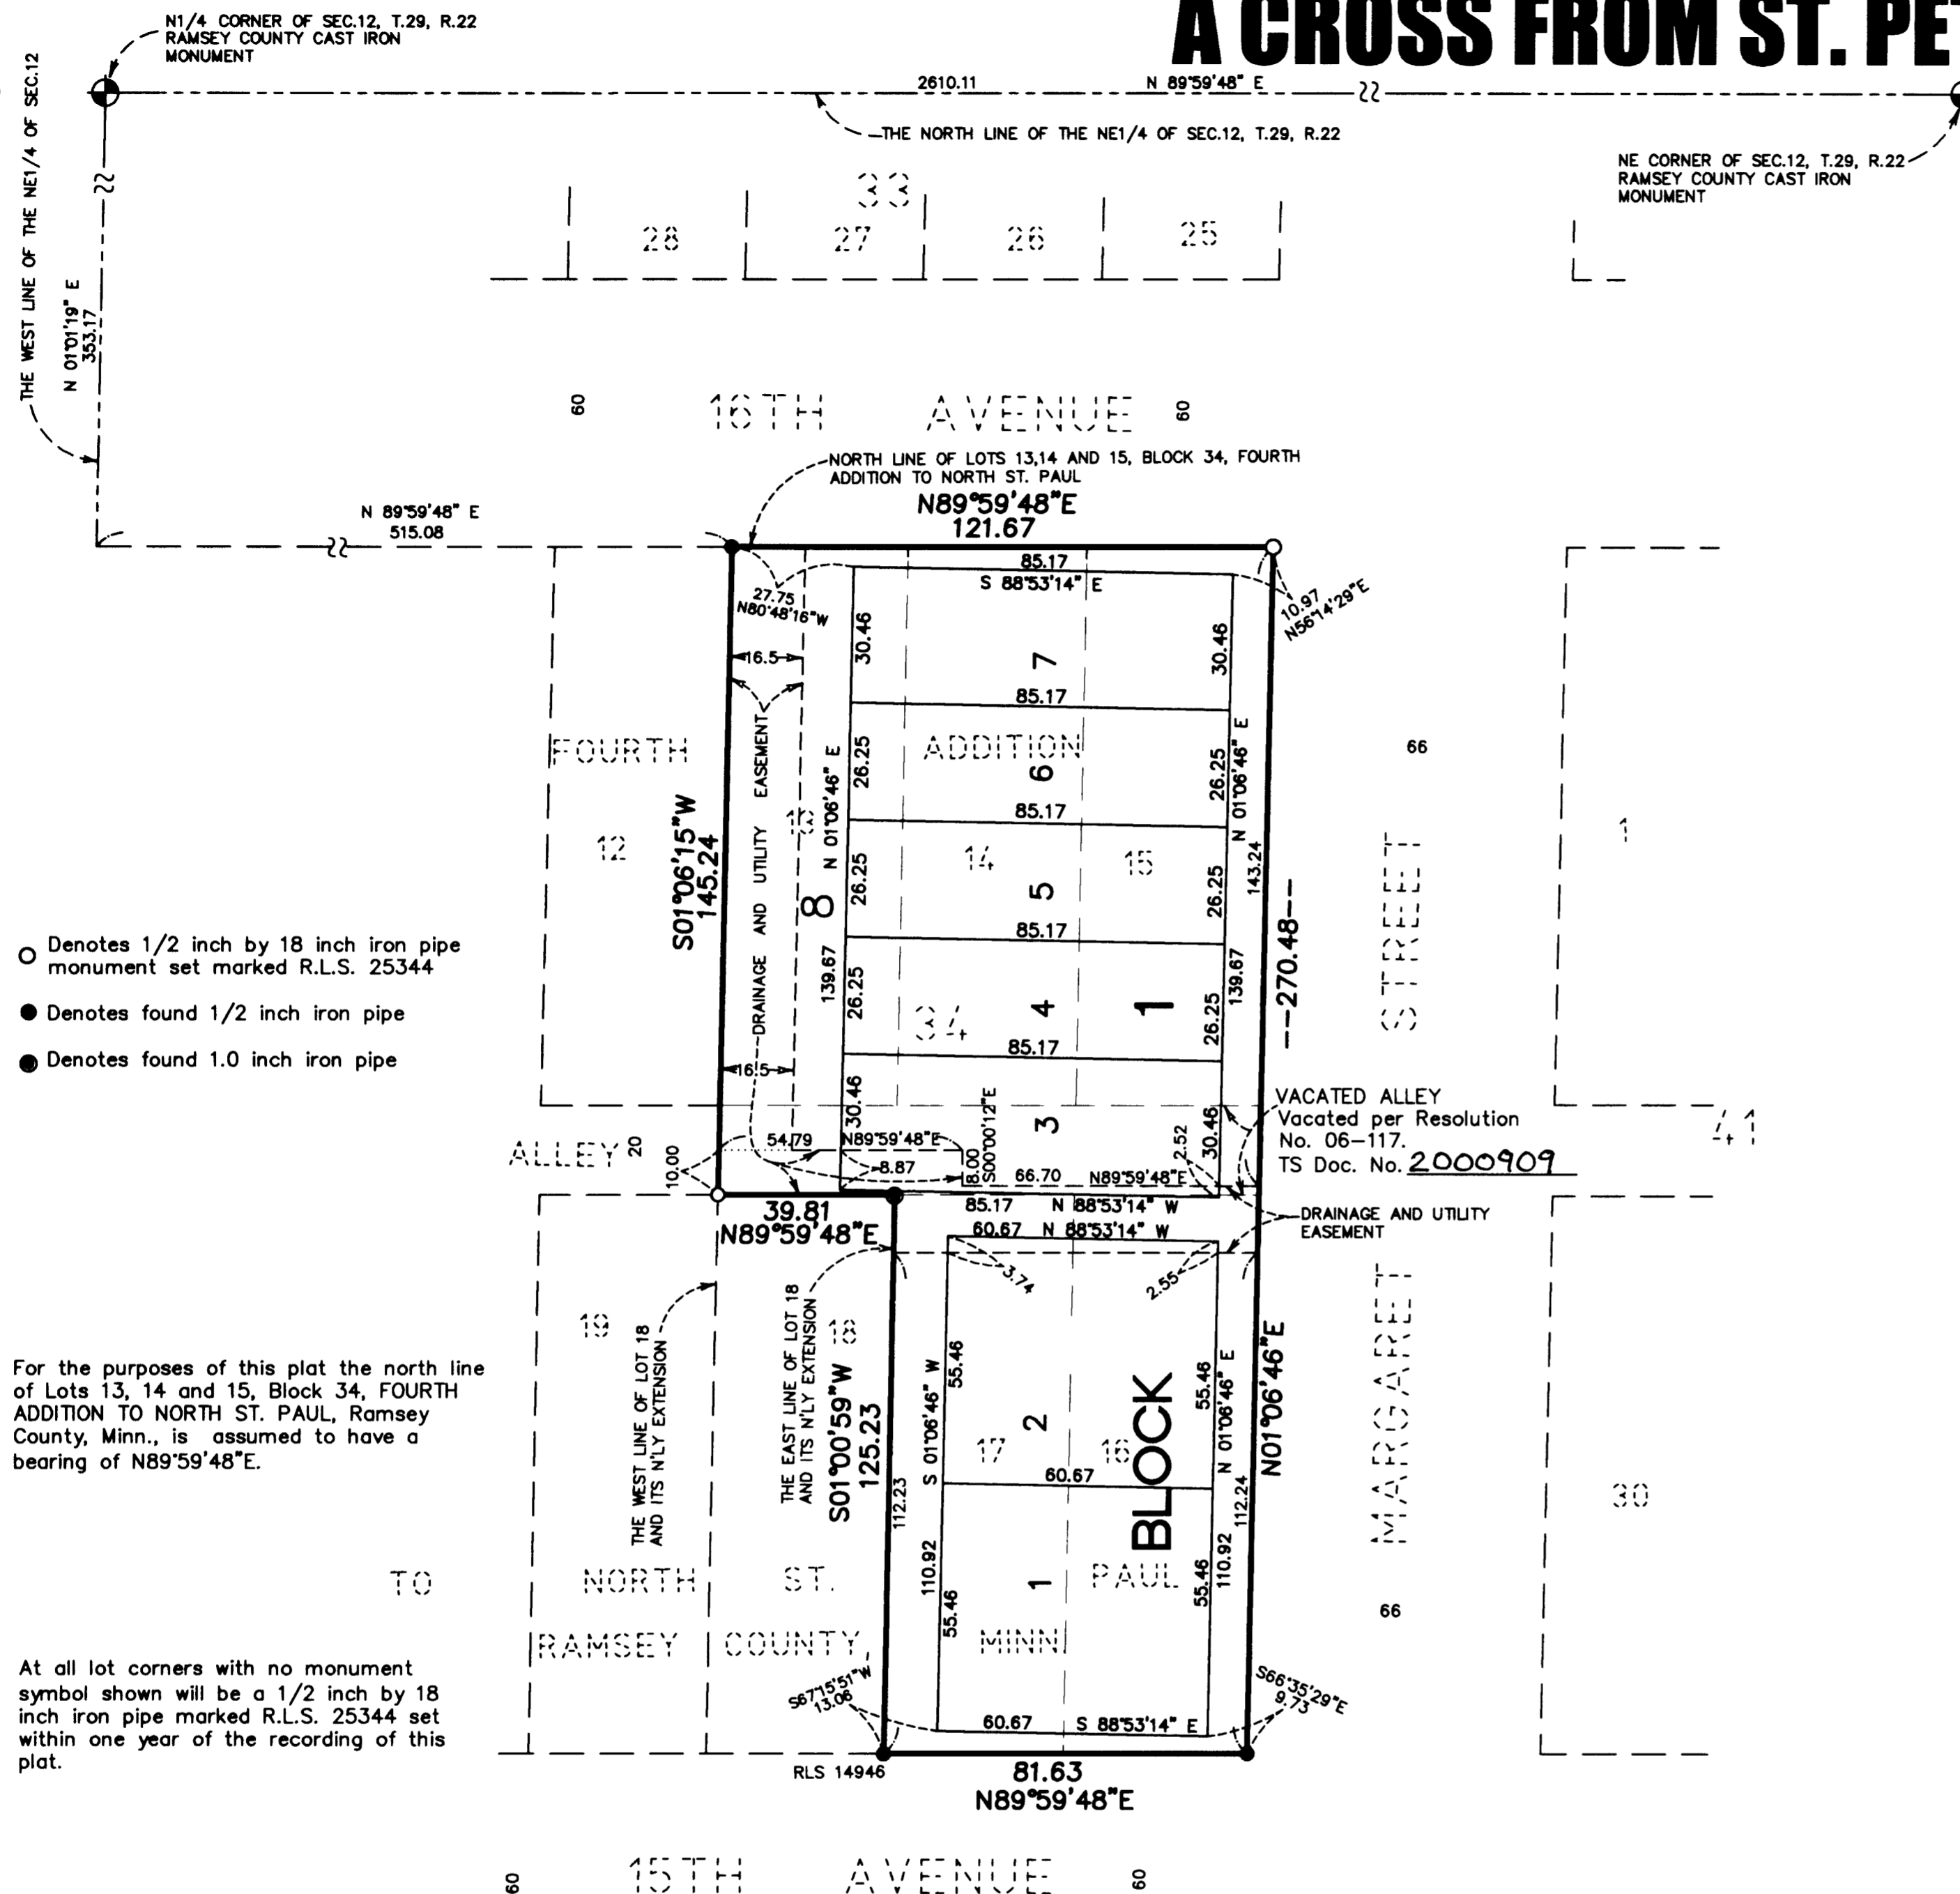 A CROSS FROM ST. PET
N1/4 CORNER OF SEC.12, T.29, R.22
RAMSEY COUNTY CAST IRON
MONUMENT
2610.11 N 89°59'48" E
THE NORTH LINE OF THE NE1/4 OF SEC.12, T.29, R.22
NE CORNER OF SEC.12, T.29, R.22
RAMSEY COUNTY CAST IRON
MONUMENT
THE WEST LINE OF THE NE1/4 OF SEC.12
N 01°01'19" E
353.17
33
28 27 26 25
60 16TH AVENUE 60
NORTH LINE OF LOTS 13,14 AND 15, BLOCK 34, FOURTH
ADDITION TO NORTH ST. PAUL
N89°59'48"E
121.67
N 89°59'48" E
515.08
85.17
S 88°53'14" E
27.75
N80°48'16"W
10.97
N56°14'29"E
30.46 7 30.46
16.5
85.17
DRAINAGE AND UTILITY EASEMENT
FOURTH ADDITION
26.25 6 26.25
N 01°06'46" E
N 01°06'46" E
66
85.17
S01°06'15"W
145.24
12 13 14 15 1
143.24
26.25 5 26.25
8
85.17
139.67
139.67
---270.48---
STREET
26.25 4 26.25
34 1
85.17
16.5
30.46 3 30.46
S00°00'12"E
8.00
2.52
VACATED ALLEY
Vacated per Resolution
No. 06-117.
TS Doc. No. 2000909
41
ALLEY 20
10.00
54.79 N89°59'48"E
8.87
66.70 N89°59'48"E
39.81
N89°59'48"E
85.17 N 88°53'14" W
60.67 N 88°53'14" W
DRAINAGE AND UTILITY
EASEMENT
3.74
2.55
Denotes 1/2 inch by 18 inch iron pipe
monument set marked R.L.S. 25344
Denotes found 1/2 inch iron pipe
Denotes found 1.0 inch iron pipe
For the purposes of this plat the north line
of Lots 13, 14 and 15, Block 34, FOURTH
ADDITION TO NORTH ST. PAUL, Ramsey
County, Minn., is assumed to have a
bearing of N89°59'48"E.
19
THE WEST LINE OF LOT 18
AND ITS N'LY EXTENSION
THE EAST LINE OF LOT 18
AND ITS N'LY EXTENSION
18
S01°00'59"W
125.23
112.23
S 01°06'46" W
110.92
55.46 2 55.46
17 16
N 01°06'46" E
110.92
112.24
N01°06'46"E
BLOCK
MARGARET
30
60.67
55.46 1 55.46
TO NORTH ST. PAUL
RAMSEY COUNTY, MINN.
66
S67°15'51"W
13.06
S66°35'29"E
9.73
60.67 S 88°53'14" E
At all lot corners with no monument
symbol shown will be a 1/2 inch by 18
inch iron pipe marked R.L.S. 25344 set
within one year of the recording of this
plat.
RLS 14946
81.63
N89°59'48"E
60 15TH AVENUE 60